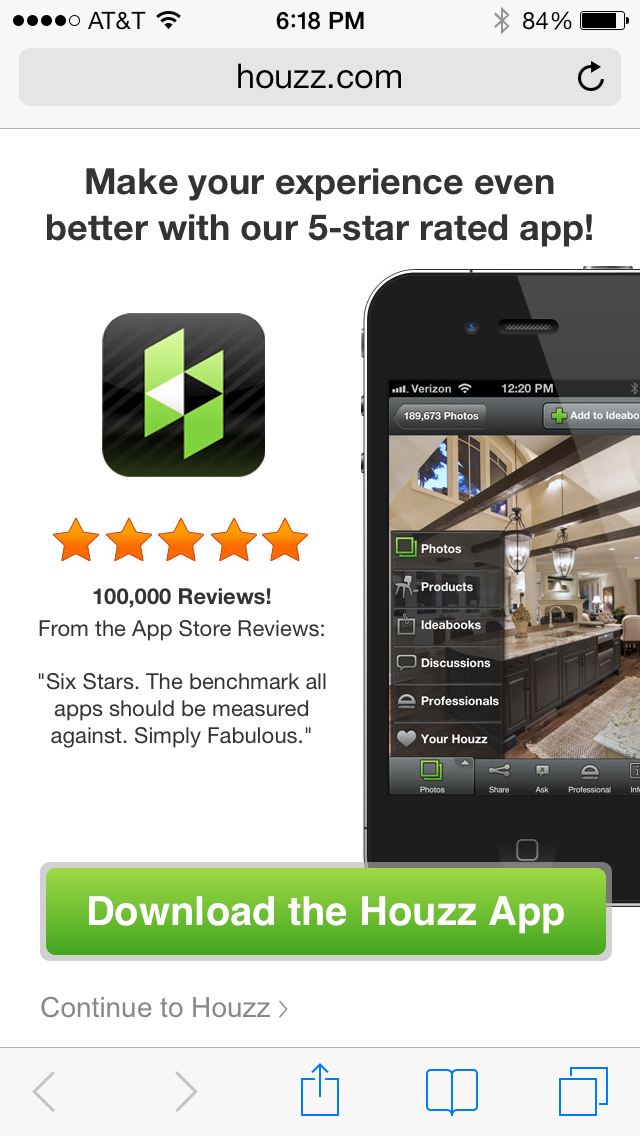 AT&T 6:18 PM 84%
houzz.com
Make your experience even
better with our 5-star rated app!
Verizon 12:20 PM
189,673 Photos Add to Ideabo
Photos
Products
Ideabooks
Discussions
Professionals
Your Houzz
Photos Share Ask Professional Inf
100,000 Reviews!
From the App Store Reviews:
"Six Stars. The benchmark all
apps should be measured
against. Simply Fabulous."
Download the Houzz App
Continue to Houzz >